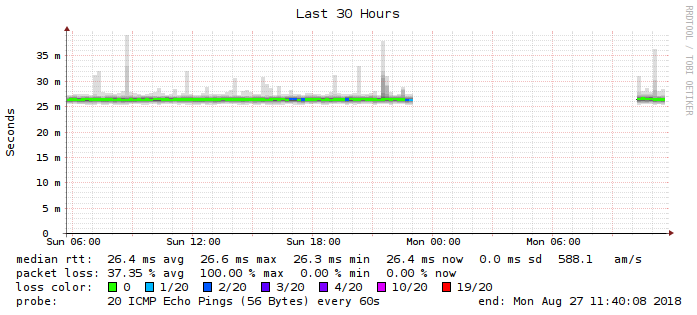 Last 30 Hours
RRDTOOL / TOBI OETIKER
Seconds
35 m
30 m
25 m
20 m
15 m
10 m
5 m
0
Sun 06:00 Sun 12:00 Sun 18:00 Mon 00:00 Mon 06:00
median rtt: 26.4 ms avg 26.6 ms max 26.3 ms min 26.4 ms now 0.0 ms sd 588.1 am/s
packet loss: 37.35 % avg 100.00 % max 0.00 % min 0.00 % now
loss color: 0 1/20 2/20 3/20 4/20 10/20 19/20
probe: 20 ICMP Echo Pings (56 Bytes) every 60s end: Mon Aug 27 11:40:08 2018